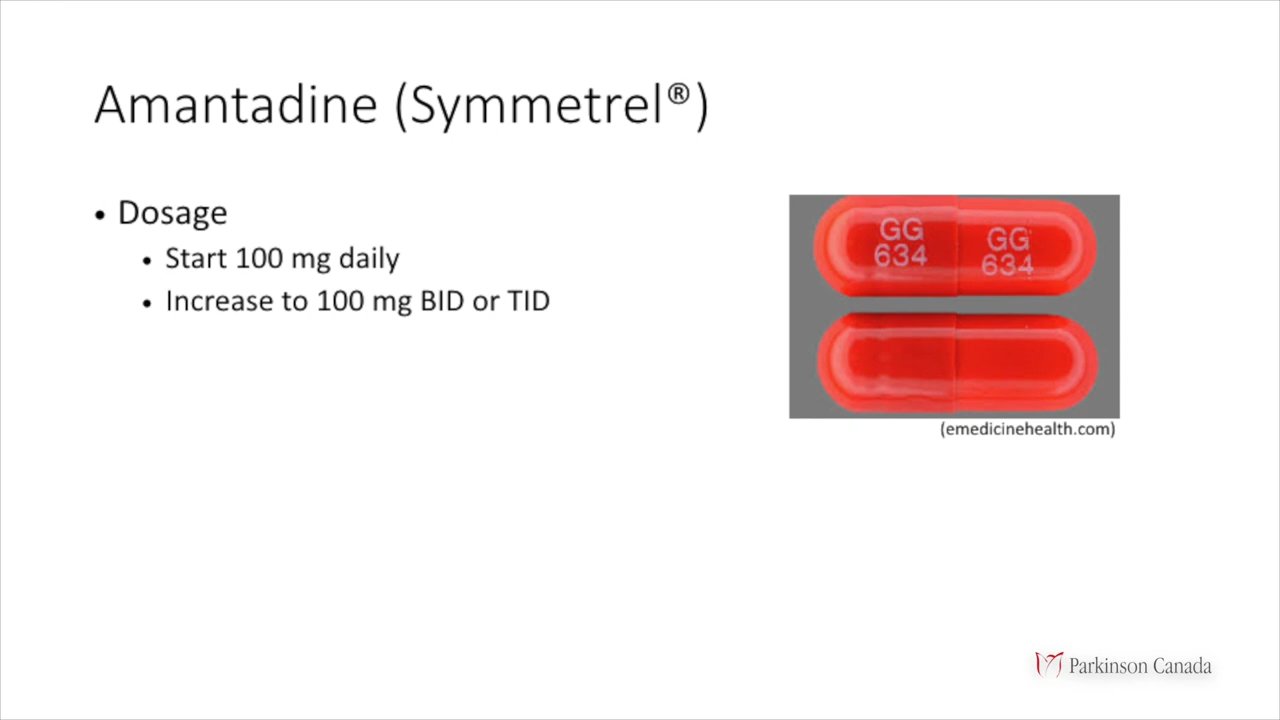 Amantadine (Symmetrel®)
• Dosage
• Start 100 mg daily
• Increase to 100 mg BID or TID
GG GG
634 634
(emedicinehealth.com)
Parkinson Canada